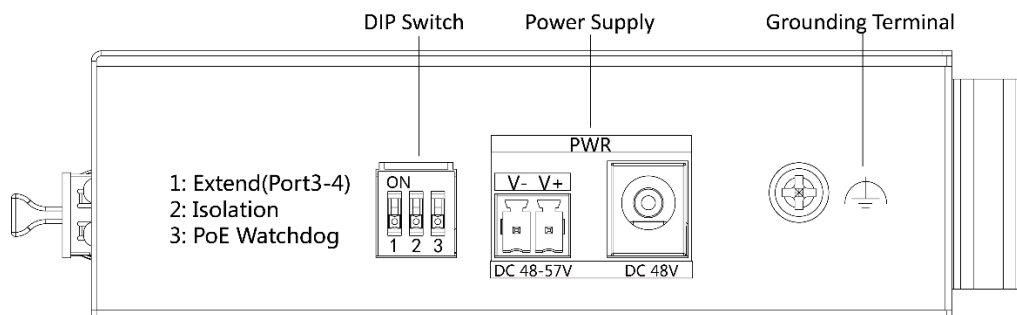 DIP Switch Power Supply Grounding Terminal
PWR
1: Extend(Port3-4)
2: Isolation
3: PoE Watchdog
ON
1 2 3
V- V+
DC 48-57V DC 48V